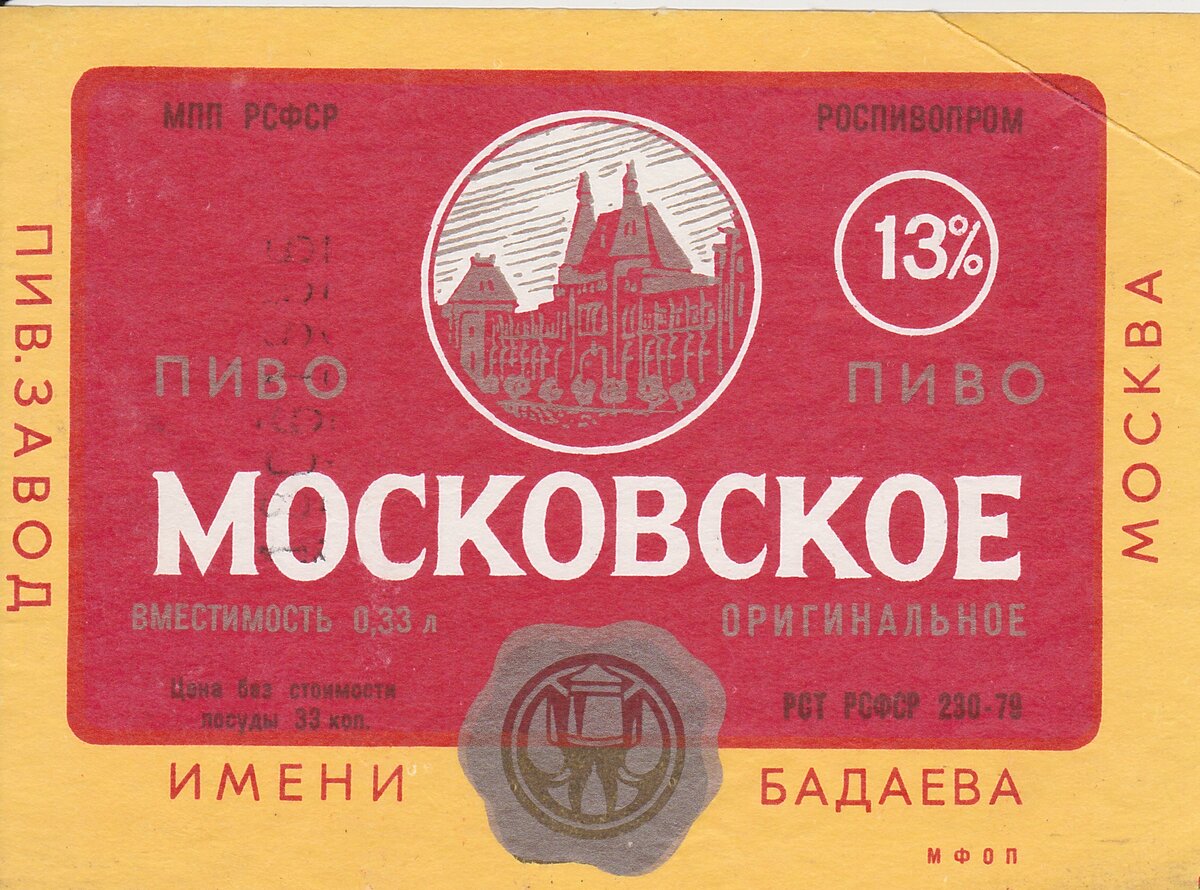 МПП РСФСР
РОСПИВОПРОМ
13%
ПИВО
ПИВО
МОСКОВСКОЕ
ВМЕСТИМОСТЬ 0,33 л
ОРИГИНАЛЬНОЕ
Цена без стоимости
посуды 33 коп.
РСТ РСФСР 230-79
ПИВ.ЗАВОД
ИМЕНИ
БАДАЕВА
МОСКВА
МФОП